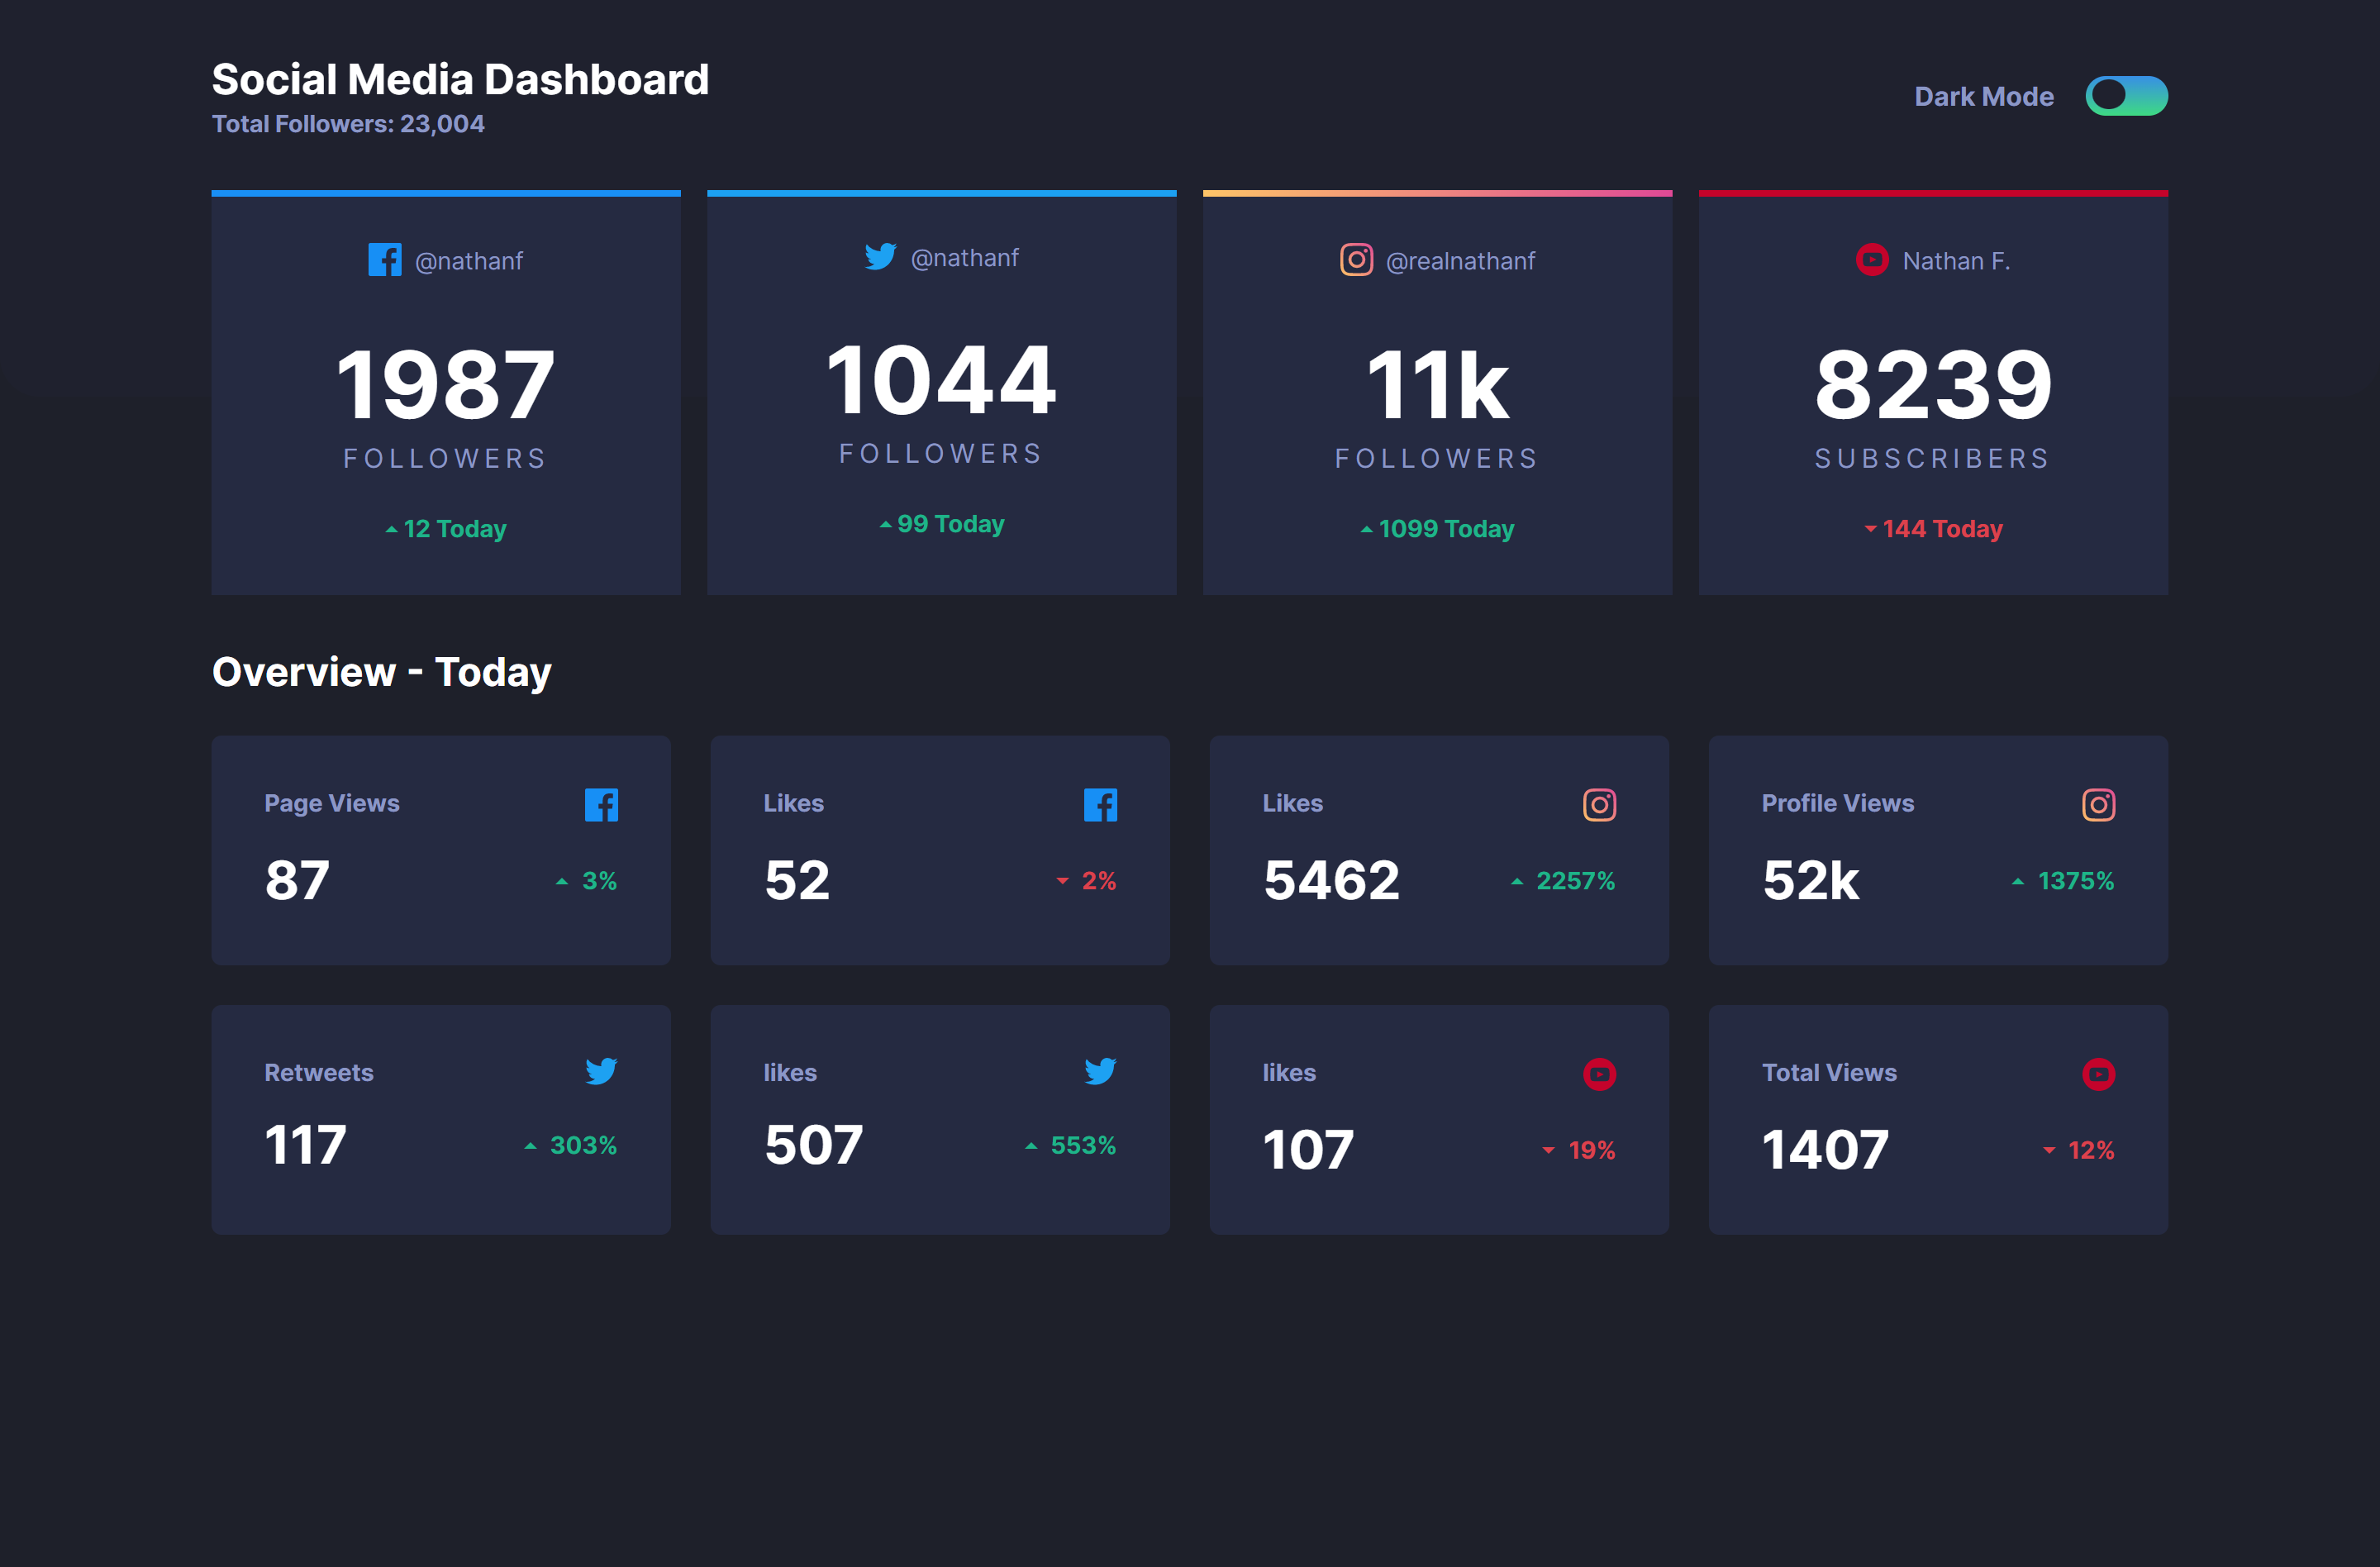 Social Media Dashboard
Total Followers: 23,004
Dark Mode
@nathanf
1987
FOLLOWERS
12 Today
@nathanf
1044
FOLLOWERS
99 Today
@realnathanf
11k
FOLLOWERS
1099 Today
Nathan F.
8239
SUBSCRIBERS
144 Today
Overview - Today
Page Views
87
3%
Likes
52
2%
Likes
5462
2257%
Profile Views
52k
1375%
Retweets
117
303%
likes
507
553%
likes
107
19%
Total Views
1407
12%